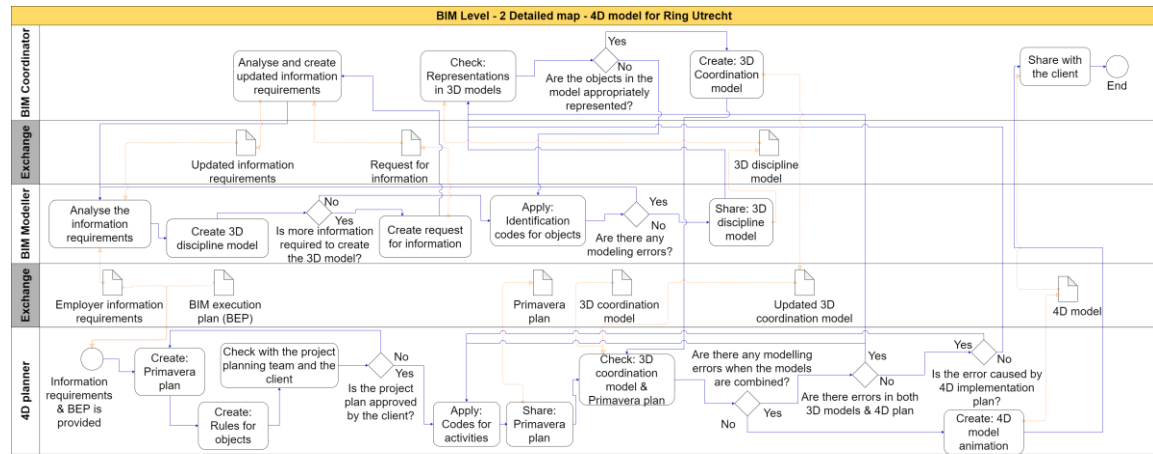 BIM Level - 2 Detailed map - 4D model for Ring Utrecht
BIM Coordinator
Analyse and create
updated information
requirements
Check:
Representations
in 3D models
Yes
No
Are the objects in the
model appropriately
represented?
Create: 3D
Coordination
model
Share with
the client
End
Exchange
Updated information
requirements
Request for
information
3D discipline
model
BIM Modeller
Analyse the
information
requirements
Create 3D
discipline model
No
Yes
Is more information
required to create
the 3D model?
Create request
for information
Apply:
Identification
codes for objects
Yes
No
Are there any
modeling errors?
Share: 3D
discipline
model
Exchange
Employer information
requirements
BIM execution
plan (BEP)
Primavera
plan
3D coordination
model
Updated 3D
coordination model
4D model
4D planner
Information
requirements
& BEP is
provided
Create:
Primavera
plan
Create:
Rules for
objects
Check with the project
planning team and the
client
No
Yes
Is the project
plan approved
by the client?
Apply:
Codes for
activities
Share:
Primavera
plan
Check: 3D
coordination
model &
Primavera plan
Are there any modelling
errors when the models
are combined?
Yes
No
Yes
No
Are there errors in both
3D models & 4D plan
No
Yes
Is the error caused by
4D implementation
plan?
Create: 4D
model
animation